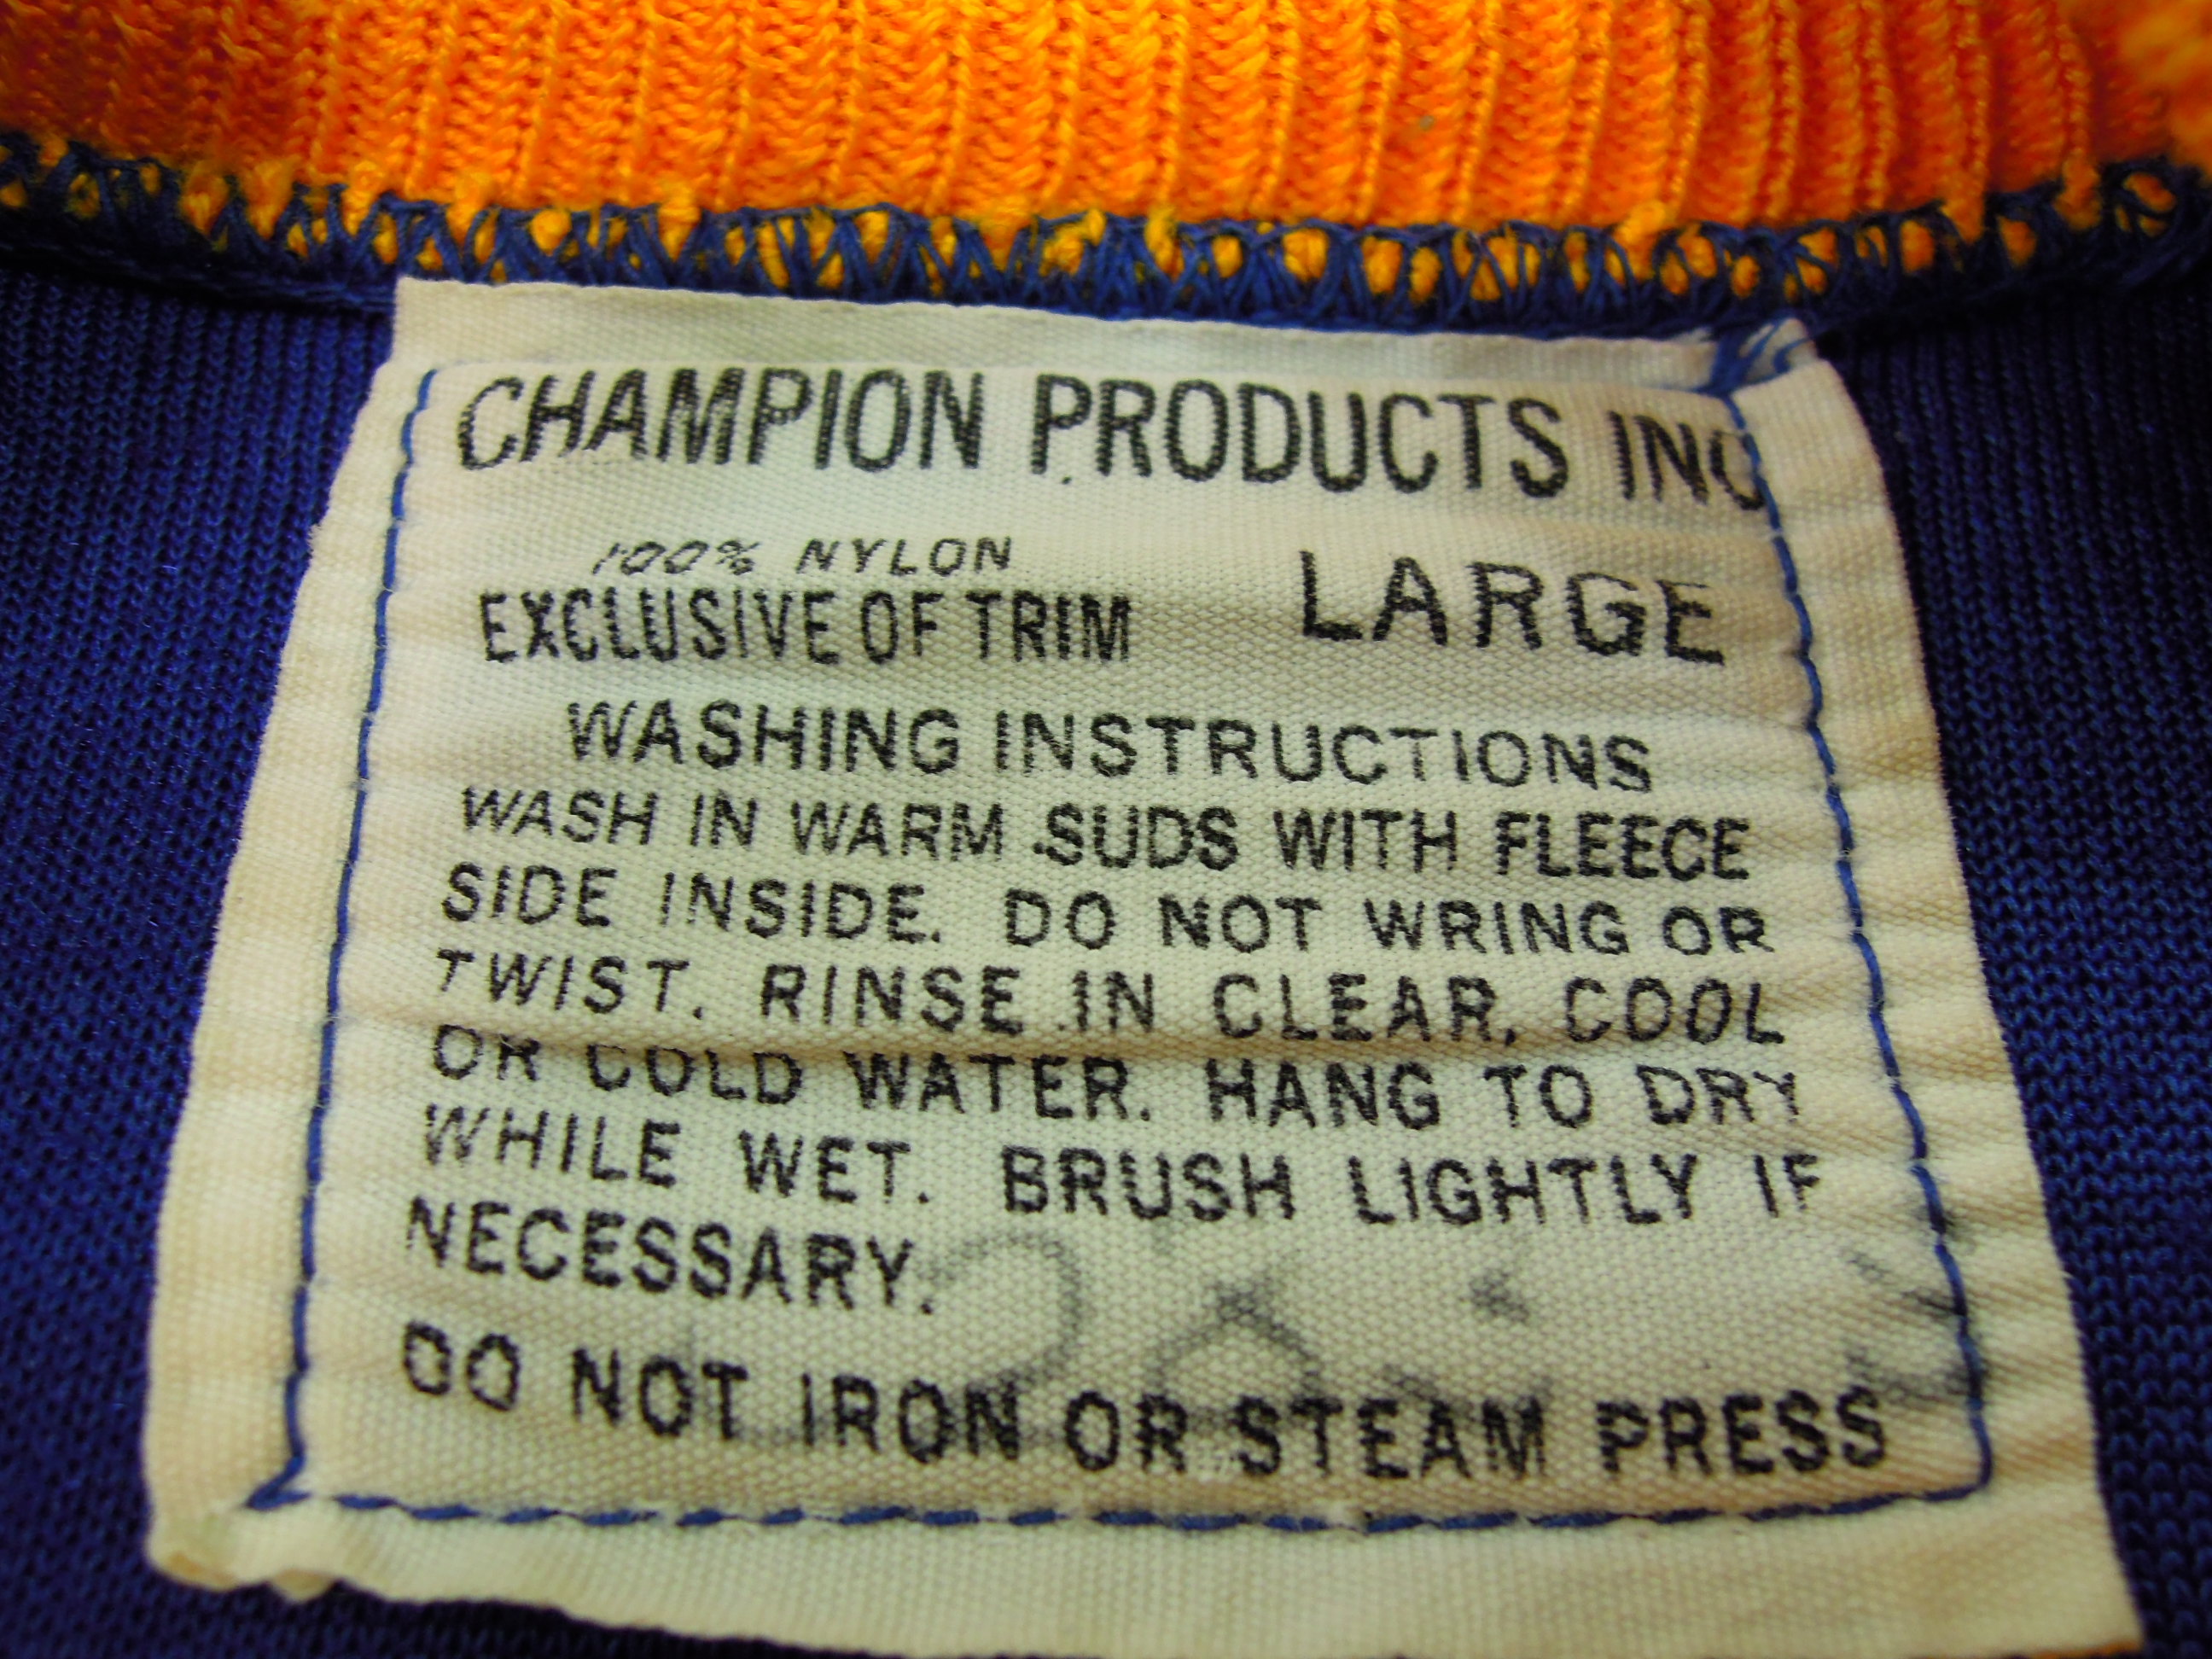 CHAMPION PRODUCTS INC
100% NYLON
EXCLUSIVE OF TRIM LARGE
WASHING INSTRUCTIONS
WASH IN WARM SUDS WITH FLEECE
SIDE INSIDE. DO NOT WRING OR
TWIST. RINSE IN CLEAR, COOL
OR COLD WATER. HANG TO DRY
WHILE WET. BRUSH LIGHTLY IF
NECESSARY.
DO NOT IRON OR STEAM PRESS